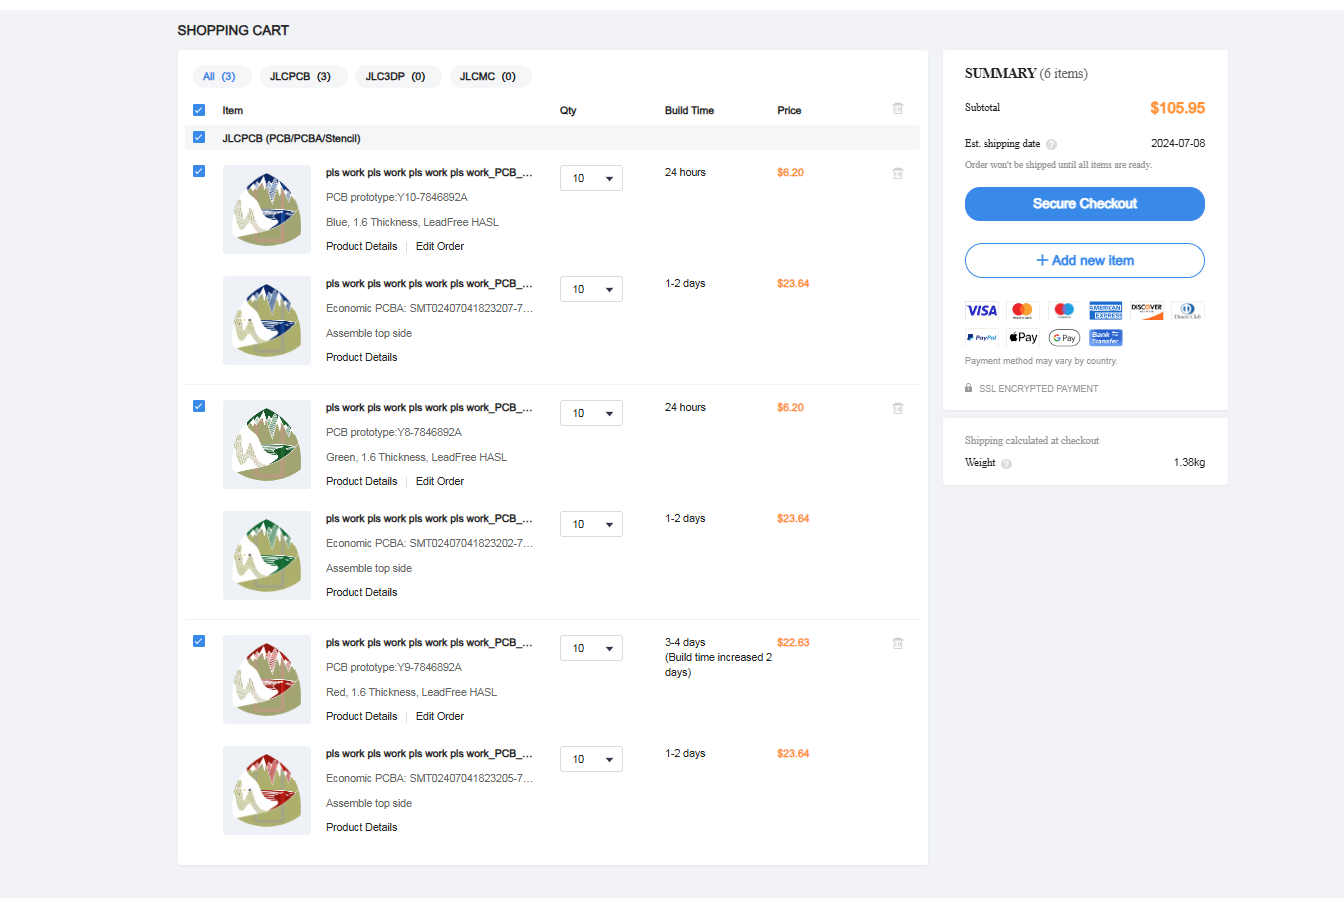 SHOPPING CART
All (3) JLCPCB (3) JLC3DP (0) JLCMC (0)
Item Qty Build Time Price
JLCPCB (PCB/PCBA/Stencil)
pls work pls work pls work pls work_PCB_... 10 24 hours $6.20
PCB prototype:Y10-7846892A
Blue, 1.6 Thickness, LeadFree HASL
Product Details | Edit Order
pls work pls work pls work pls work_PCB_... 10 1-2 days $23.64
Economic PCBA: SMT02407041823207-7...
Assemble top side
Product Details
pls work pls work pls work pls work_PCB_... 10 24 hours $6.20
PCB prototype:Y8-7846892A
Green, 1.6 Thickness, LeadFree HASL
Product Details | Edit Order
pls work pls work pls work pls work_PCB_... 10 1-2 days $23.64
Economic PCBA: SMT02407041823202-7...
Assemble top side
Product Details
pls work pls work pls work pls work_PCB_... 10 3-4 days $22.63
(Build time increased 2
days)
PCB prototype:Y9-7846892A
Red, 1.6 Thickness, LeadFree HASL
Product Details | Edit Order
pls work pls work pls work pls work_PCB_... 10 1-2 days $23.64
Economic PCBA: SMT02407041823205-7...
Assemble top side
Product Details
SUMMARY (6 items)
Subtotal $105.95
Est. shipping date ? 2024-07-08
Order won't be shipped until all items are ready.
Secure Checkout
+ Add new item
VISA AMERICAN EXPRESS DISCOVER Diners Club
PayPal Pay G Pay Bank Transfer
Payment method may vary by country.
SSL ENCRYPTED PAYMENT
Shipping calculated at checkout
Weight ? 1.38kg